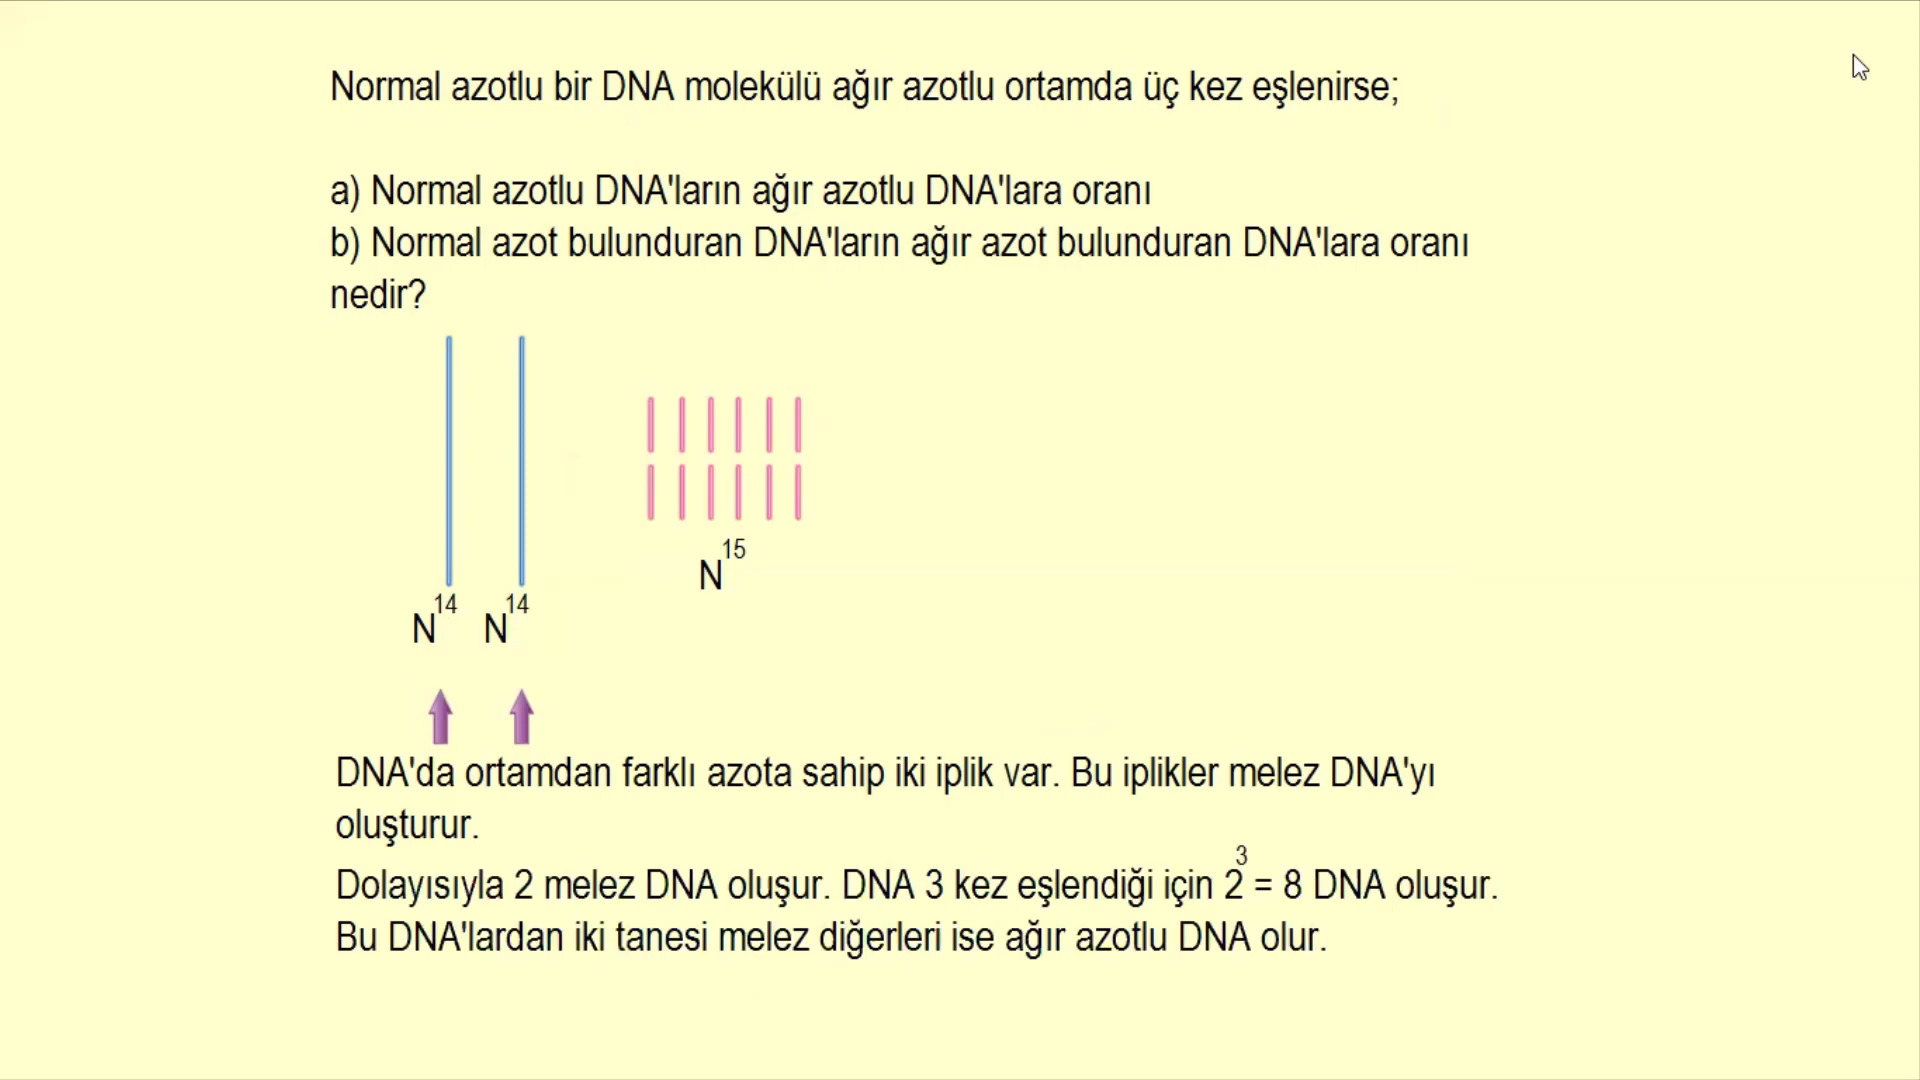 Normal azotlu bir DNA molekülü ağır azotlu ortamda üç kez eşlenirse;
a) Normal azotlu DNA'ların ağır azotlu DNA'lara oranı
b) Normal azot bulunduran DNA'ların ağır azot bulunduran DNA'lara oranı
nedir?
N¹⁵
N¹⁴ N¹⁴
DNA'da ortamdan farklı azota sahip iki iplik var. Bu iplikler melez DNA'yı
oluşturur.
Dolayısıyla 2 melez DNA oluşur. DNA 3 kez eşlendiği için 2³ = 8 DNA oluşur.
Bu DNA'lardan iki tanesi melez diğerleri ise ağır azotlu DNA olur.